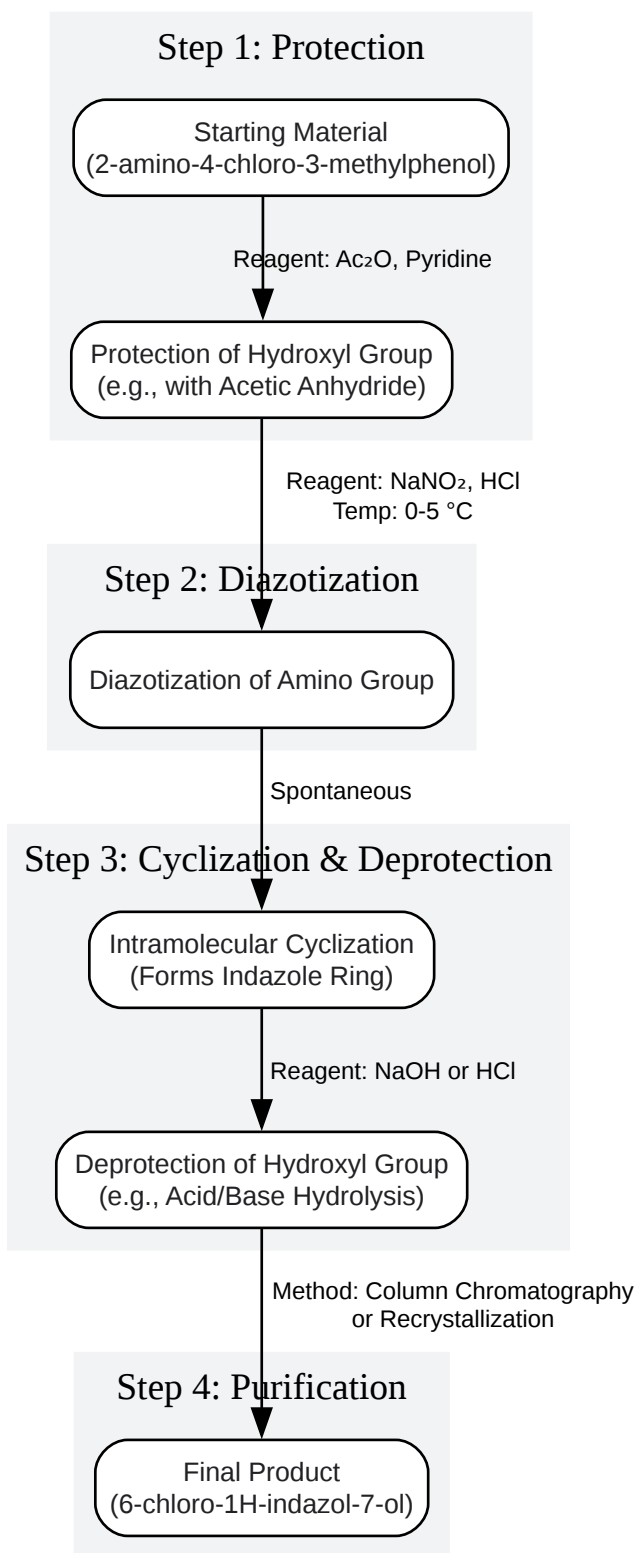 Step 1: Protection
Starting Material
(2-amino-4-chloro-3-methylphenol)
Reagent: Ac₂O, Pyridine
Protection of Hydroxyl Group
(e.g., with Acetic Anhydride)
Reagent: NaNO₂, HCl
Temp: 0-5 °C
Step 2: Diazotization
Diazotization of Amino Group
Spontaneous
Step 3: Cyclization & Deprotection
Intramolecular Cyclization
(Forms Indazole Ring)
Reagent: NaOH or HCl
Deprotection of Hydroxyl Group
(e.g., Acid/Base Hydrolysis)
Method: Column Chromatography
or Recrystallization
Step 4: Purification
Final Product
(6-chloro-1H-indazol-7-ol)